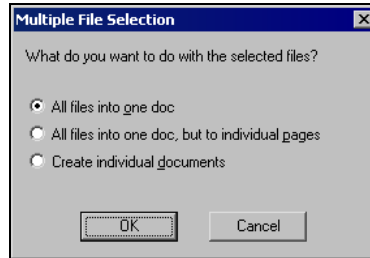 Multiple File Selection
What do you want to do with the selected files?
All files into one doc
All files into one doc, but to individual pages
Create individual documents
OK Cancel